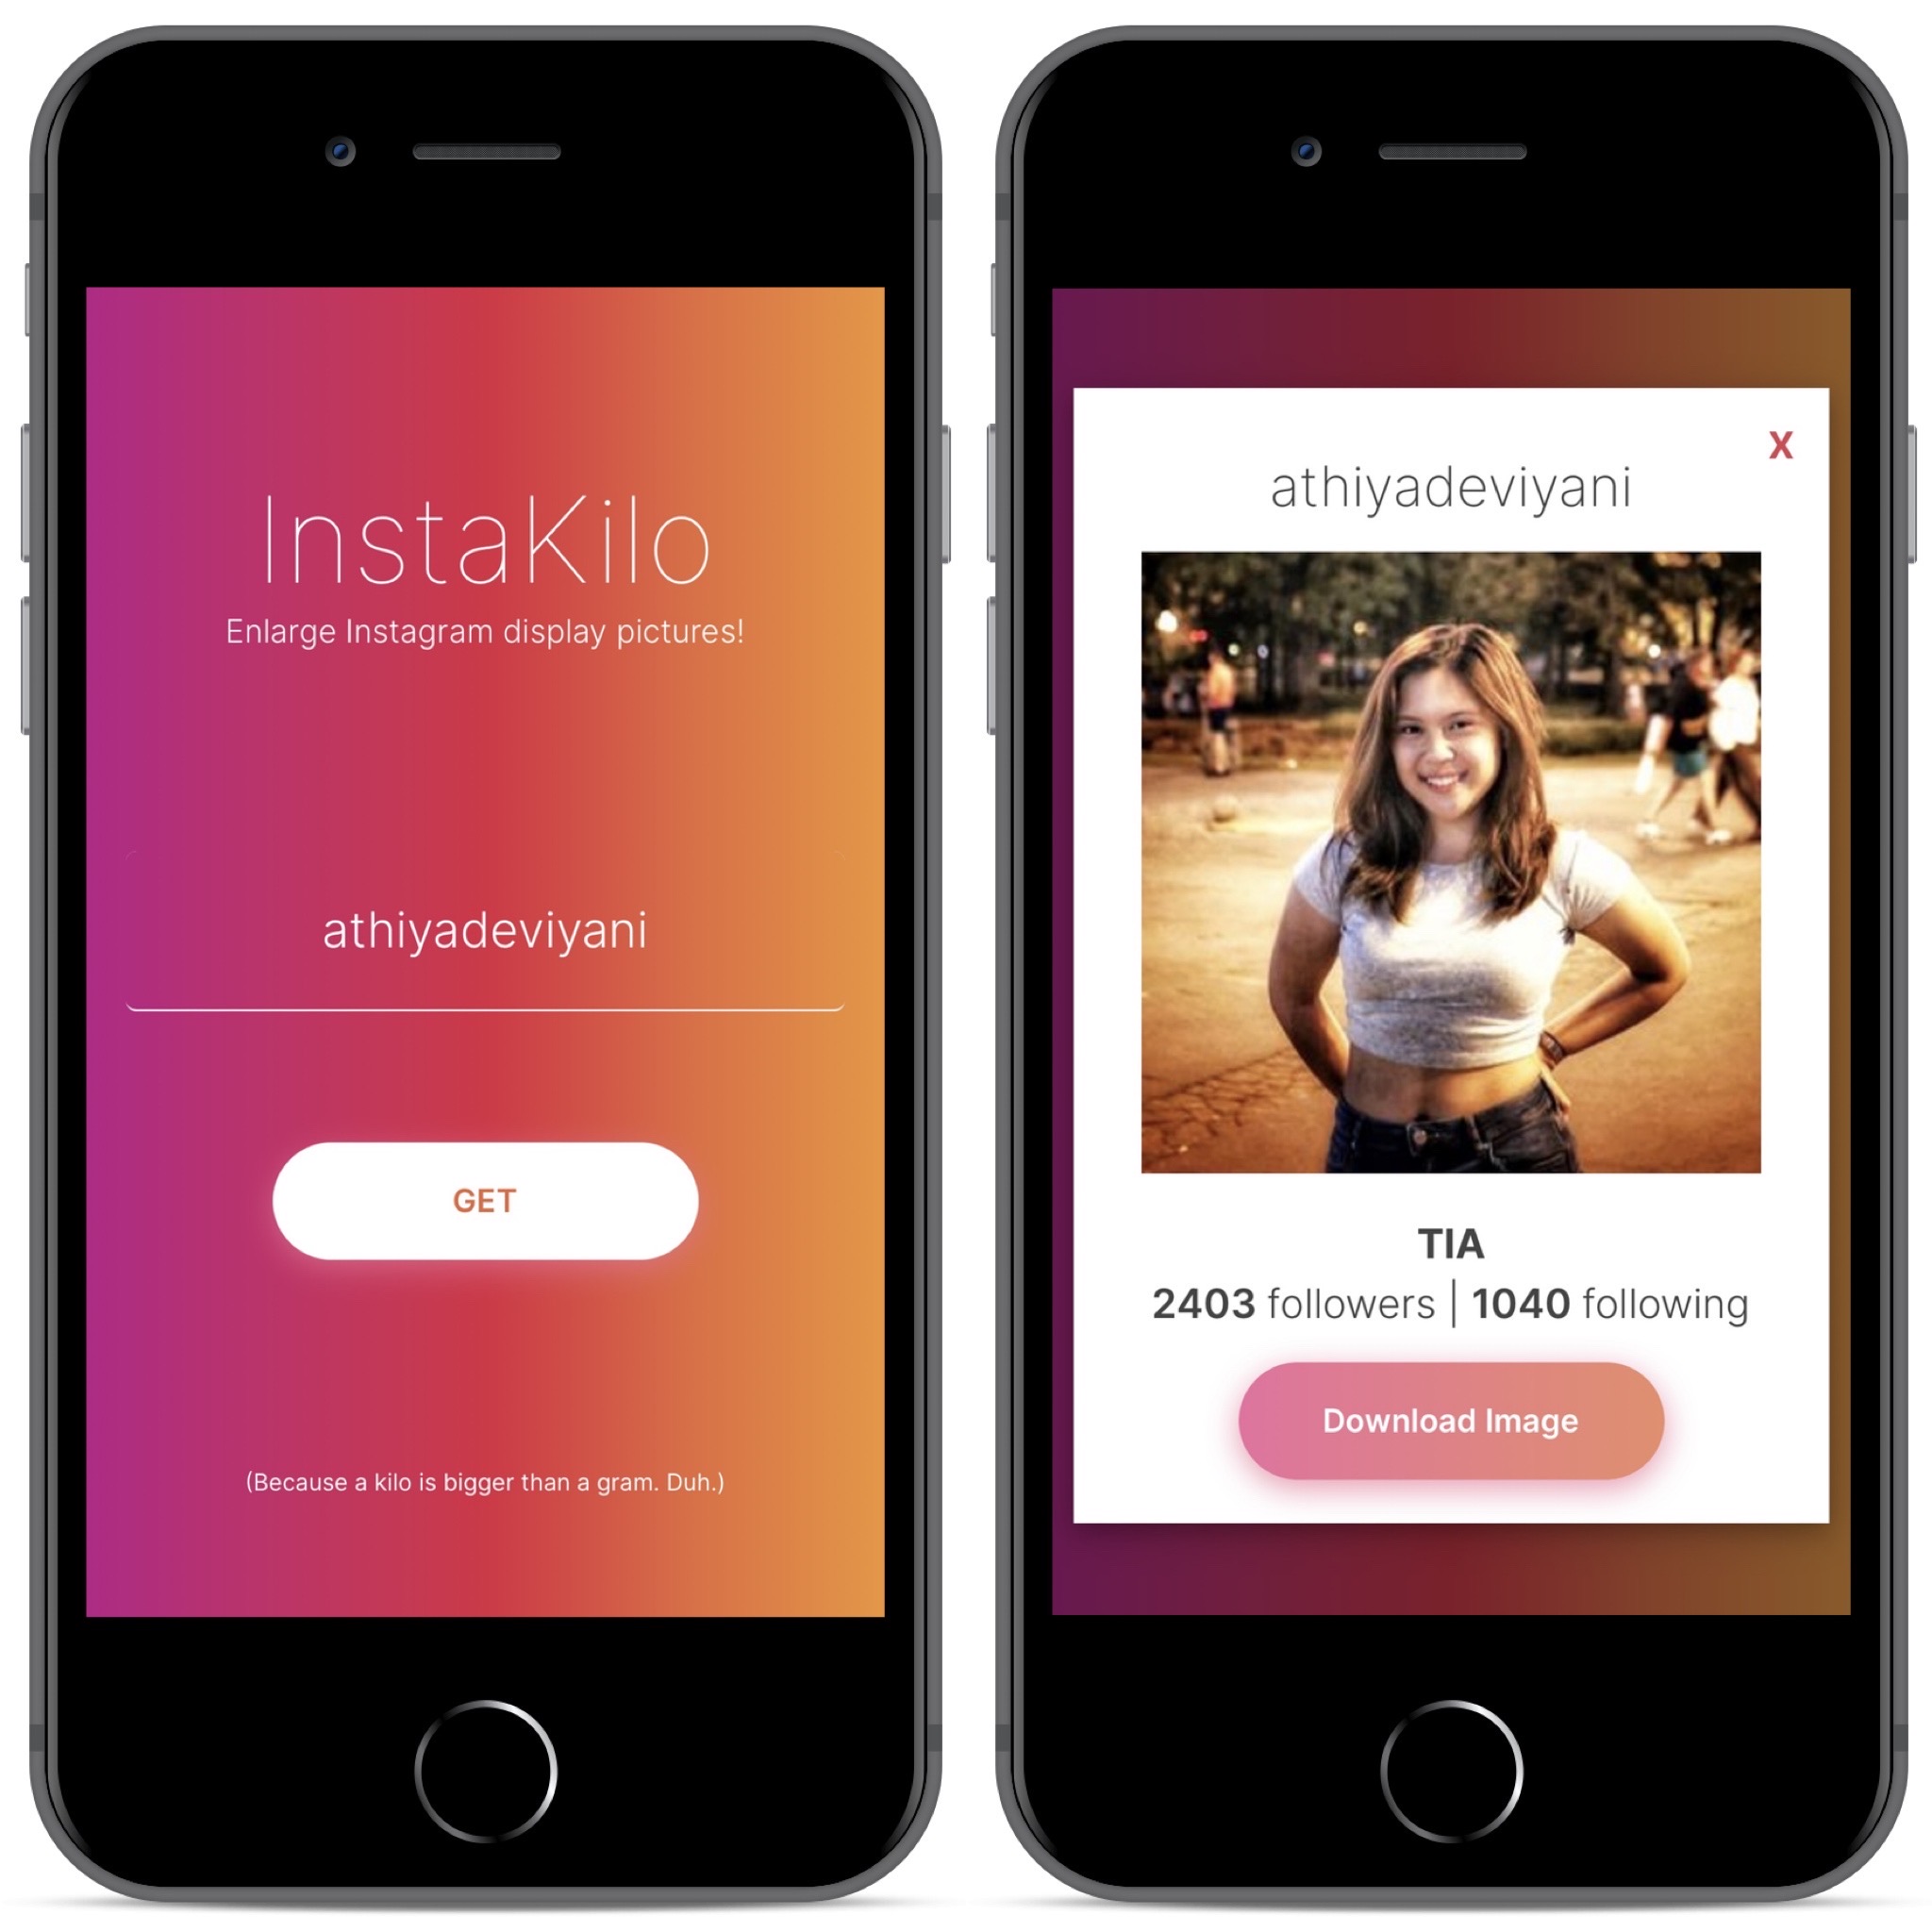 InstaKilo
Enlarge Instagram display pictures!
athiyadeviyani
GET
(Because a kilo is bigger than a gram. Duh.)
X
athiyadeviyani
TIA
2403 followers | 1040 following
Download Image